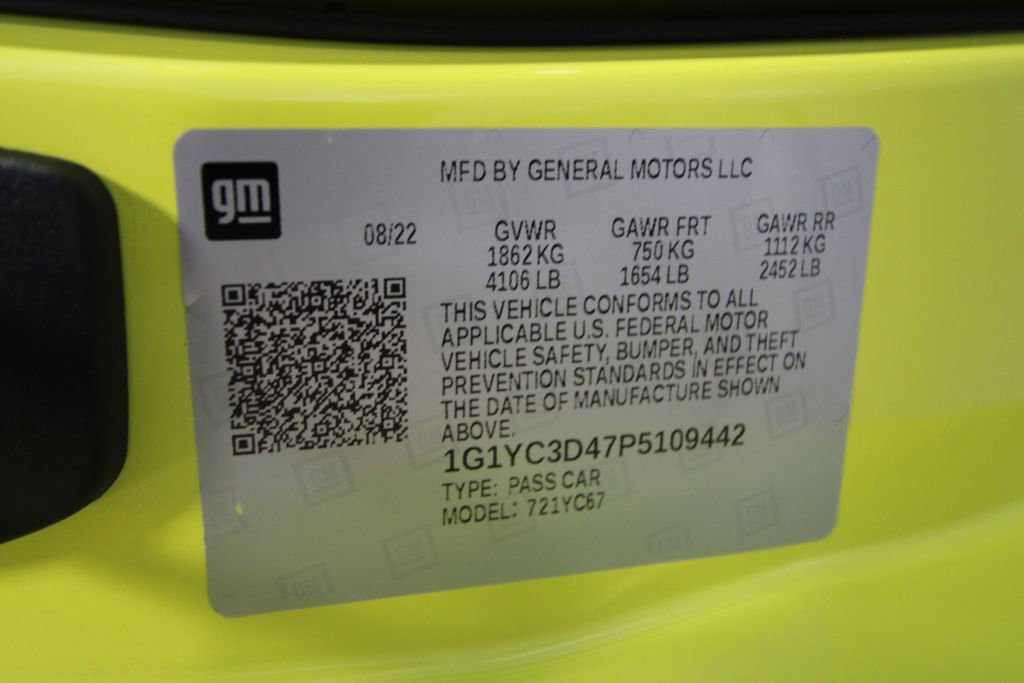 gm
MFD BY GENERAL MOTORS LLC
08/22
GVWR
1862 KG
4106 LB
GAWR FRT
750 KG
1654 LB
GAWR RR
1112 KG
2452 LB
THIS VEHICLE CONFORMS TO ALL
APPLICABLE U.S. FEDERAL MOTOR
VEHICLE SAFETY, BUMPER, AND THEFT
PREVENTION STANDARDS IN EFFECT ON
THE DATE OF MANUFACTURE SHOWN
ABOVE.
1G1YC3D47P5109442
TYPE: PASS CAR
MODEL: 721YC67